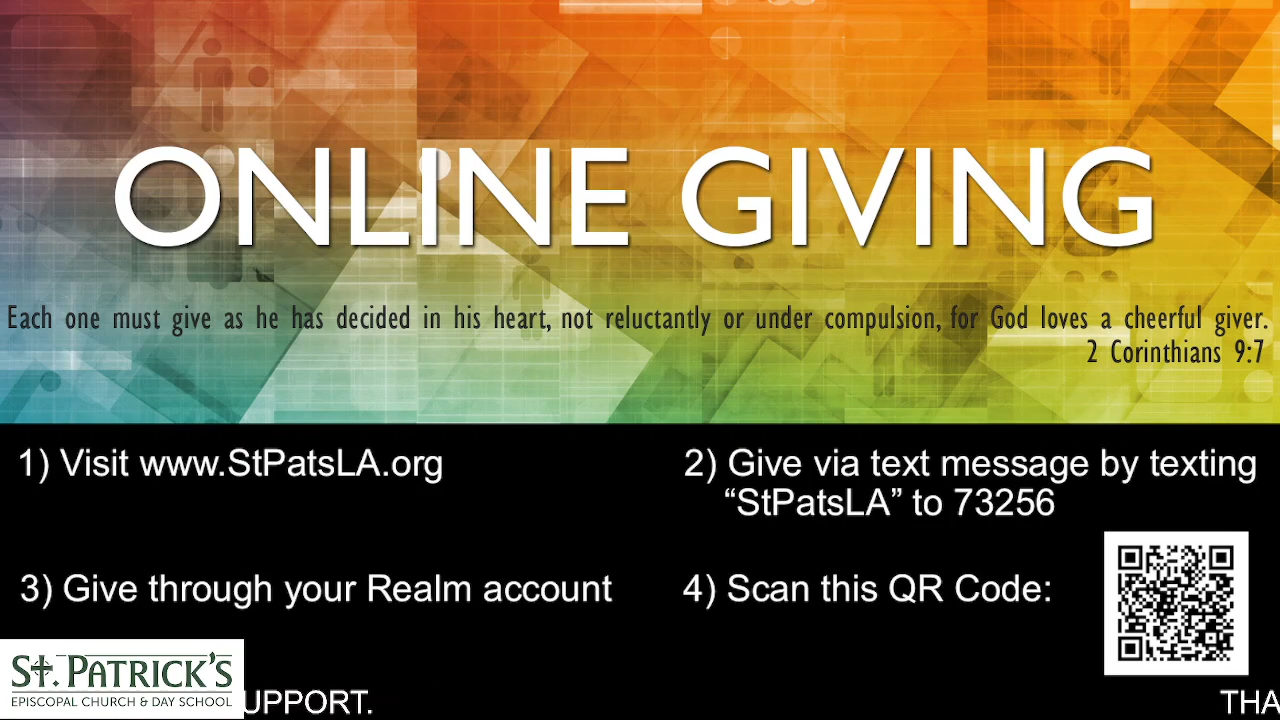 ONLINE GIVING
Each one must give as he has decided in his heart, not reluctantly or under compulsion, for God loves a cheerful giver.
2 Corinthians 9:7
1) Visit www.StPatsLA.org
2) Give via text message by texting
“StPatsLA” to 73256
3) Give through your Realm account
4) Scan this QR Code:
ST. PATRICK'S
EPISCOPAL CHURCH & DAY SCHOOL
UPPORT.
THA